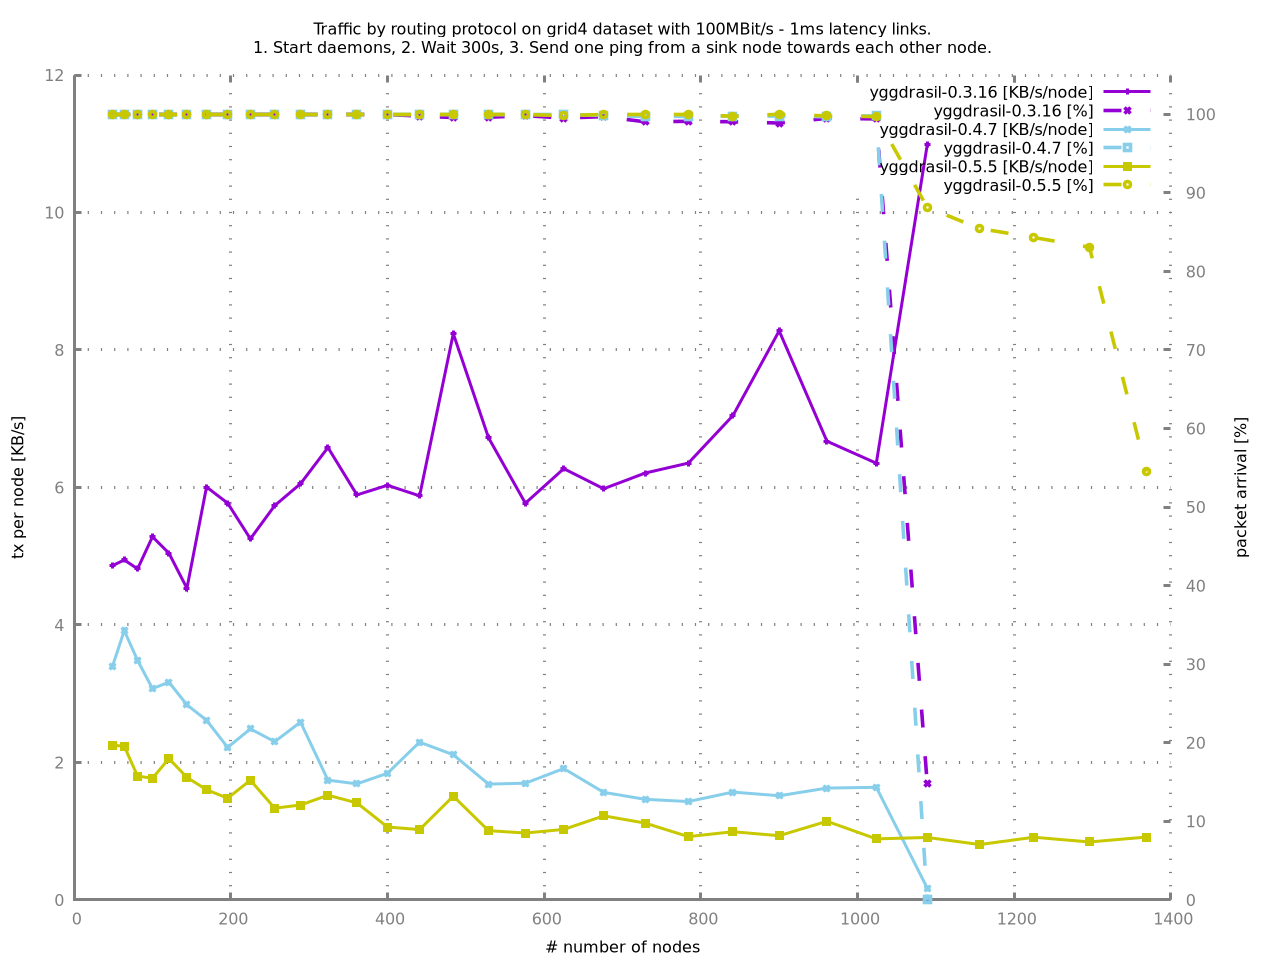 Traffic by routing protocol on grid4 dataset with 100MBit/s - 1ms latency links.
1. Start daemons, 2. Wait 300s, 3. Send one ping from a sink node towards each other node.
yggdrasil-0.3.16 [KB/s/node]
yggdrasil-0.3.16 [%]
yggdrasil-0.4.7 [KB/s/node]
yggdrasil-0.4.7 [%]
yggdrasil-0.5.5 [KB/s/node]
yggdrasil-0.5.5 [%]
tx per node [KB/s]
12
10
8
6
4
2
0
100
90
80
70
60
50
40
30
20
10
0
packet arrival [%]
0 200 400 600 800 1000 1200 1400
# number of nodes